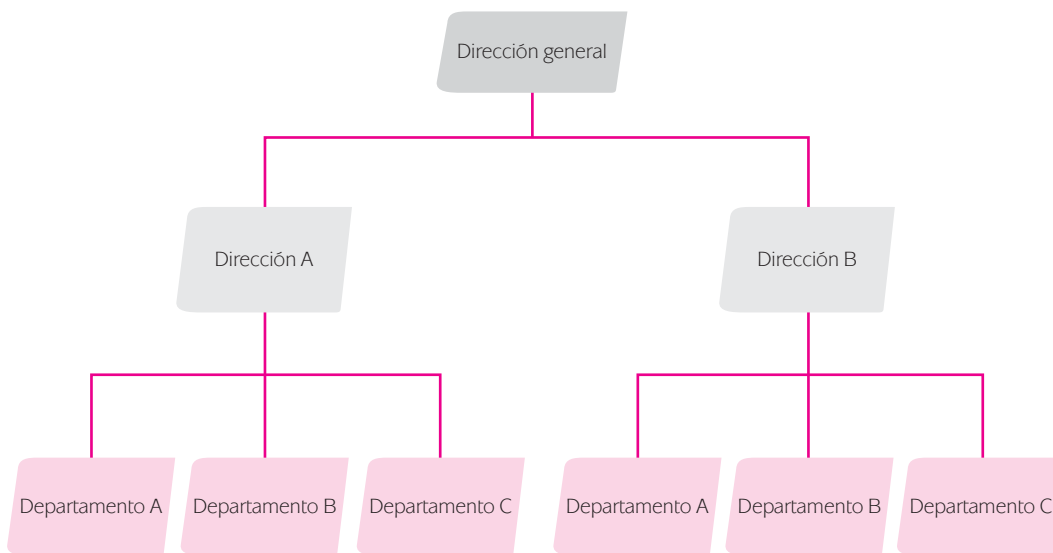 Dirección general
Dirección A
Dirección B
Departamento A
Departamento B
Departamento C
Departamento A
Departamento B
Departamento C